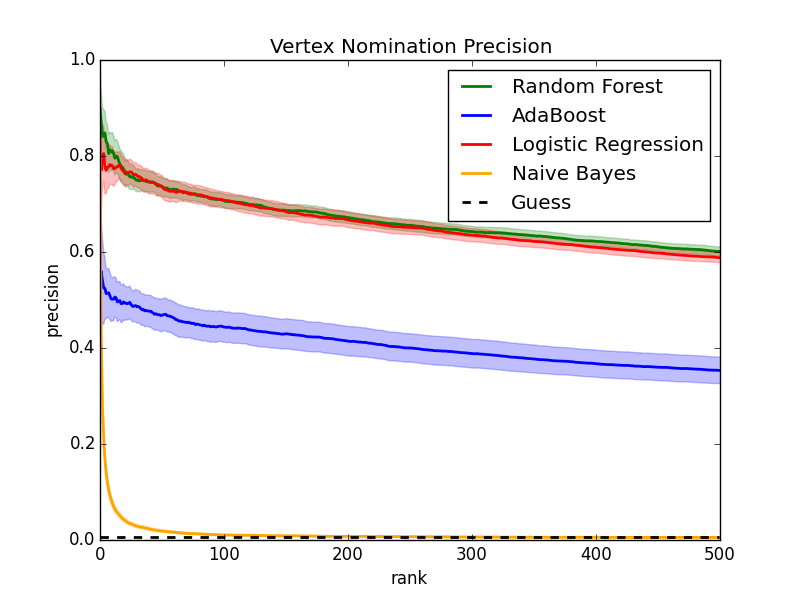 Vertex Nomination Precision
1.0
0.8
0.6
0.4
0.2
0.0
precision
Random Forest
AdaBoost
Logistic Regression
Naive Bayes
Guess
0 100 200 300 400 500
rank